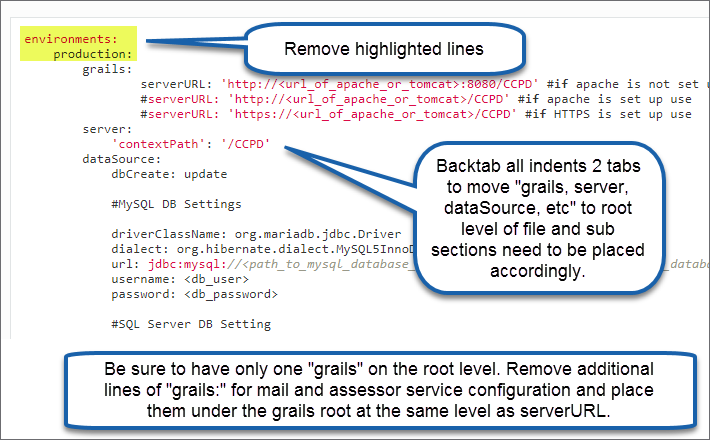 environments:
Remove highlighted lines
production:
grails:
serverURL: 'http://<url_of_apache_or_tomcat>:8080/CCPD' #if apache is not set u
#serverURL: 'http://<url_of_apache_or_tomcat>/CCPD' #if apache is set up use
#serverURL: 'https://<url_of_apache_or_tomcat>/CCPD' #if HTTPS is set up use
server:
'contextPath': '/CCPD'
dataSource:
dbCreate: update
#MySQL DB Settings
driverClassName: org.mariadb.jdbc.Driver
dialect: org.hibernate.dialect.MySQL5InnoD
url: jdbc:mysql://<path_to_mysql_database_
_databa
username: <db_user>
password: <db_password>
#SQL Server DB Setting
Backtab all indents 2 tabs
to move "grails, server,
dataSource, etc" to root
level of file and sub
sections need to be placed
accordingly.
Be sure to have only one "grails" on the root level. Remove additional
lines of "grails:" for mail and assessor service configuration and place
them under the grails root at the same level as serverURL.